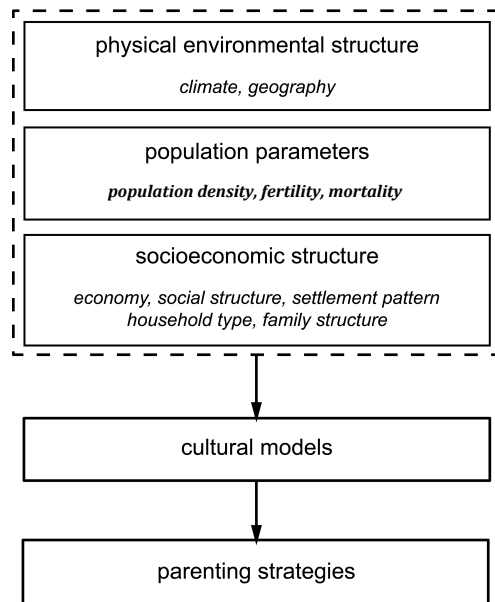 physical environmental structure
climate, geography
population parameters
population density, fertility, mortality
socioeconomic structure
economy, social structure, settlement pattern
household type, family structure
cultural models
parenting strategies